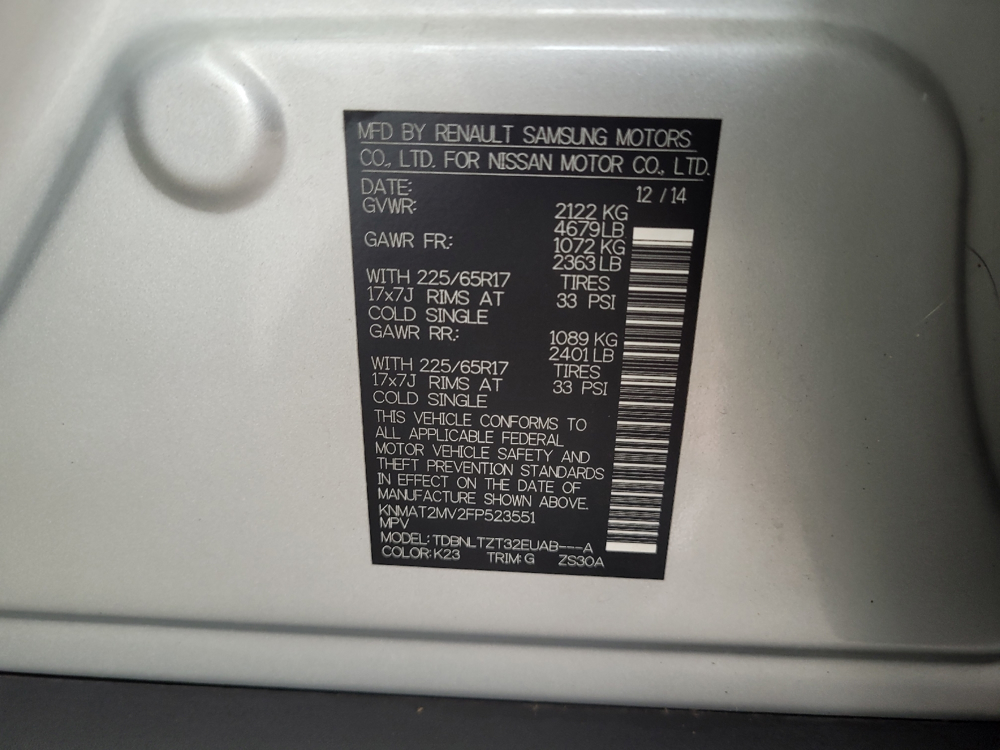 MFD BY RENAULT SAMSUNG MOTORS
CO., LTD. FOR NISSAN MOTOR CO., LTD.
DATE: 12 / 14
GVWR: 2122 KG
4679 LB
GAWR FR: 1072 KG
2363 LB
WITH 225/65R17 TIRES
17x7J RIMS AT 33 PSI
COLD SINGLE
GAWR RR: 1089 KG
2401 LB
WITH 225/65R17 TIRES
17x7J RIMS AT 33 PSI
COLD SINGLE
THIS VEHICLE CONFORMS TO
ALL APPLICABLE FEDERAL
MOTOR VEHICLE SAFETY AND
THEFT PREVENTION STANDARDS
IN EFFECT ON THE DATE OF
MANUFACTURE SHOWN ABOVE.
KNMAT2MV2FP523551
MPV
MODEL: TDBNLTZT32EUAB---A
COLOR: K23 TRIM: G ZS30A